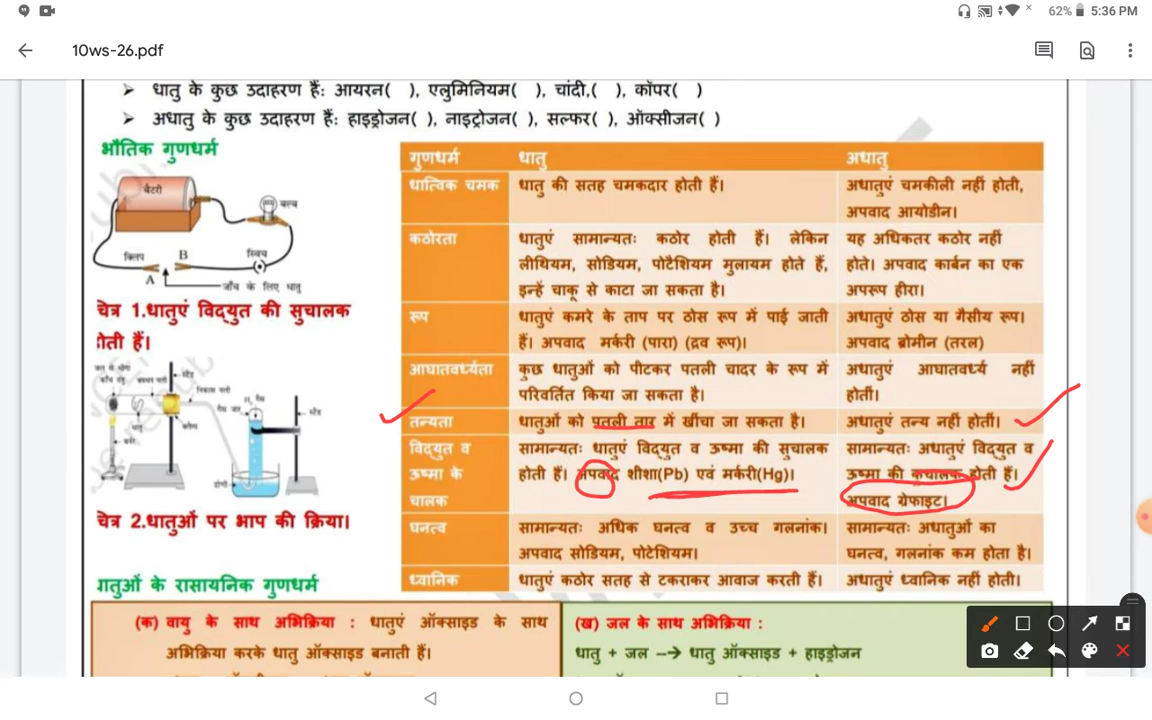 62% 5:36 PM
10ws-26.pdf
➢ धातु के कुछ उदाहरण हैं: आयरन( ), एलुमिनियम( ), चांदी,( ), कॉपर( )
➢ अधातु के कुछ उदाहरण हैं: हाइड्रोजन( ), नाइट्रोजन( ), सल्फर( ), ऑक्सीजन( )
भौतिक गुणधर्म
बैटरी
बल्ब
क्लिप
B
स्विच
A
जाँच के लिए धातु
चित्र 1.धातुएं विद्युत की सुचालक
होती हैं।
स्टैंड
निकास नली
गैस जार
H₂ गैस
स्टैंड
चित्र 2.धातुओं पर भाप की क्रिया।
गुणधर्म धातु अधातु
धात्विक चमक धातु की सतह चमकदार होती हैं। अधातुएं चमकीली नहीं होती,
अपवाद आयोडीन।
कठोरता धातुएं सामान्यतः कठोर होती हैं। लेकिन यह अधिकतर कठोर नहीं
लीथियम, सोडियम, पोटैशियम मुलायम होते हैं, होते। अपवाद कार्बन का एक
इन्हें चाकू से काटा जा सकता है। अपरूप हीरा।
रूप धातुएं कमरे के ताप पर ठोस रूप में पाई जाती अधातुएं ठोस या गैसीय रूप।
हैं। अपवाद मर्करी (पारा) (द्रव रूप)। अपवाद ब्रोमीन (तरल)
आघातवर्ध्यता कुछ धातुओं को पीटकर पतली चादर के रूप में अधातुएं आघातवर्ध्य नहीं
परिवर्तित किया जा सकता है। होतीं।
तन्यता धातुओं को पतली तार में खींचा जा सकता है। अधातुएं तन्य नहीं होतीं।
विद्युत व सामान्यतः धातुएं विद्युत व ऊष्मा की सुचालक सामान्यतः अधातुएं विद्युत व
ऊष्मा के होती हैं। अपवाद शीशा(Pb) एवं मर्करी(Hg)। ऊष्मा की कुचालक होती हैं।
चालक अपवाद ग्रेफाइट।
घनत्व सामान्यतः अधिक घनत्व व उच्च गलनांक। सामान्यतः अधातुओं का
अपवाद सोडियम, पोटेशियम। घनत्व, गलनांक कम होता है।
ध्वानिक धातुएं कठोर सतह से टकराकर आवाज करती हैं। अधातुएं ध्वानिक नहीं होती।
धातुओं के रासायनिक गुणधर्म
(क) वायु के साथ अभिक्रिया : धातुएं ऑक्साइड के साथ
अभिक्रिया करके धातु ऑक्साइड बनाती हैं।
(ख) जल के साथ अभिक्रिया :
धातु + जल --→ धातु ऑक्साइड + हाइड्रोजन